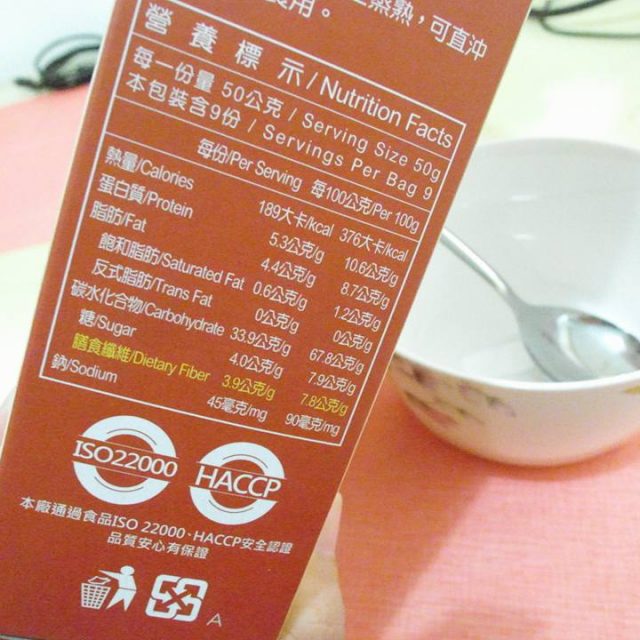 蒸熟，可直沖
食用。
營養標示/Nutrition Facts
每一份量 50公克 / Serving Size 50g
本包裝含9份 / Servings Per Bag 9
每份/Per Serving 每100公克/Per 100g
熱量/Calories 189大卡/kcal 376大卡/kcal
蛋白質/Protein 5.3公克/g 10.6公克/g
脂肪/Fat 4.4公克/g 8.7公克/g
飽和脂肪/Saturated Fat 0.6公克/g 1.2公克/g
反式脂肪/Trans Fat 0公克/g 0公克/g
碳水化合物/Carbohydrate 33.9公克/g 67.8公克/g
糖/Sugar 4.0公克/g 7.9公克/g
膳食纖維/Dietary Fiber 3.9公克/g 7.8公克/g
鈉/Sodium 45毫克/mg 90毫克/mg
ISO22000 HACCP
本廠通過食品ISO 22000、HACCP安全認證
品質安心有保證
A